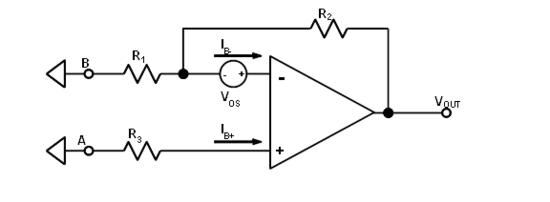 R2
B
R1
IB-
- +
-
VOS
VOUT
A
R3
IB+
+